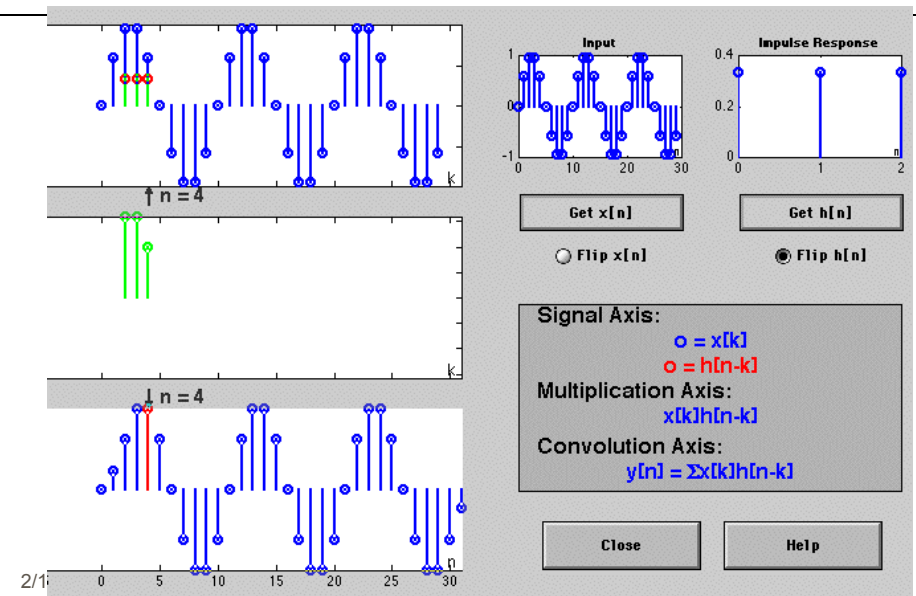 k
n = 4
k
n = 4
n
0 5 10 15 20 25 30
2/1
Input
1
0
-1
n
0 10 20 30
Impulse Response
0.4
0.2
0
n
0 1 2
Get x[n]
Get h[n]
Flip x[n]
Flip h[n]
Signal Axis:
o = x[k]
o = h[n-k]
Multiplication Axis:
x[k]h[n-k]
Convolution Axis:
y[n] = Σx[k]h[n-k]
Close
Help